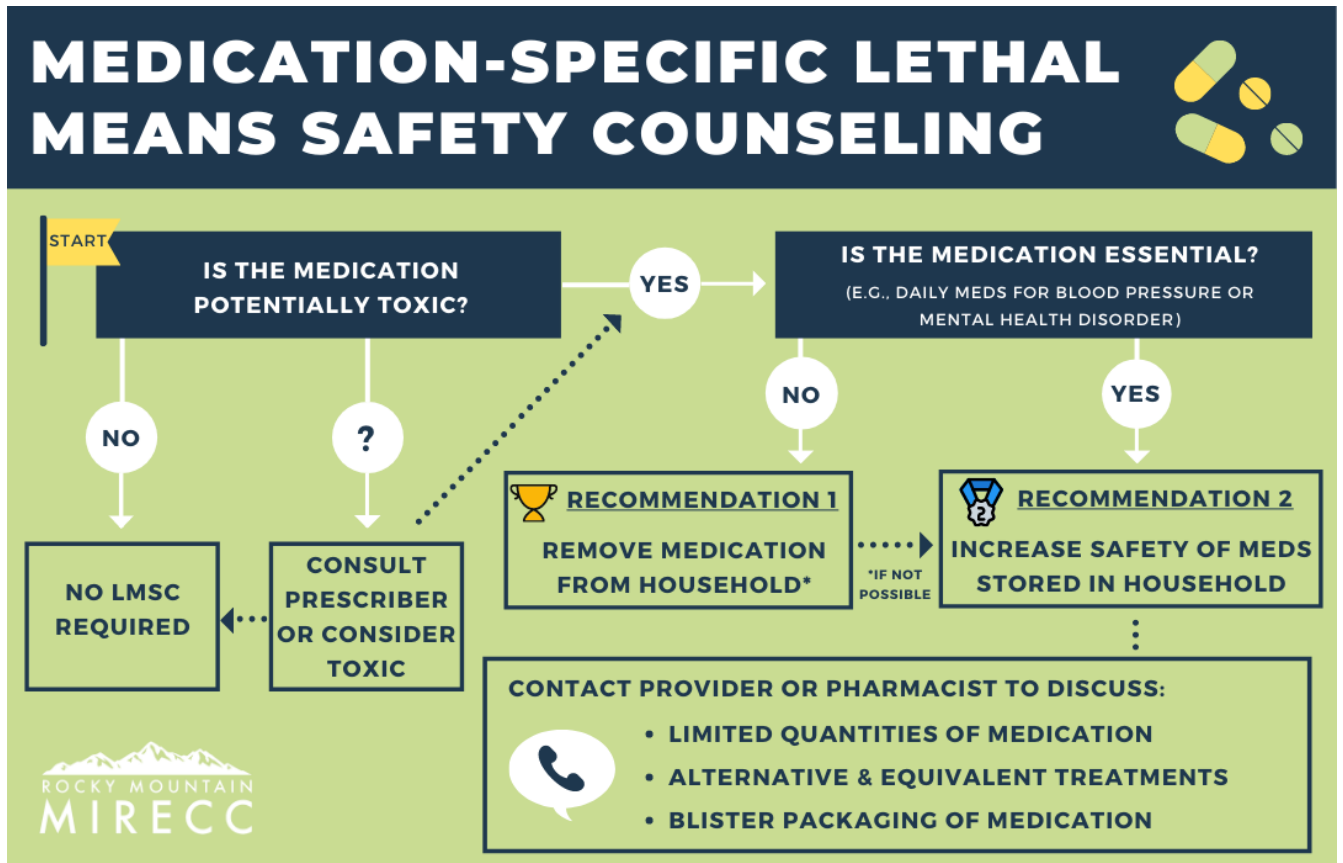 MEDICATION-SPECIFIC LETHAL
MEANS SAFETY COUNSELING
START
IS THE MEDICATION
POTENTIALLY TOXIC?
YES
IS THE MEDICATION ESSENTIAL?
(E.G., DAILY MEDS FOR BLOOD PRESSURE OR
MENTAL HEALTH DISORDER)
NO
?
NO
YES
NO LMSC
REQUIRED
CONSULT
PRESCRIBER
OR CONSIDER
TOXIC
RECOMMENDATION 1
REMOVE MEDICATION
FROM HOUSEHOLD*
*IF NOT
POSSIBLE
2
RECOMMENDATION 2
INCREASE SAFETY OF MEDS
STORED IN HOUSEHOLD
CONTACT PROVIDER OR PHARMACIST TO DISCUSS:
• LIMITED QUANTITIES OF MEDICATION
• ALTERNATIVE & EQUIVALENT TREATMENTS
• BLISTER PACKAGING OF MEDICATION
ROCKY MOUNTAIN
MIRECC